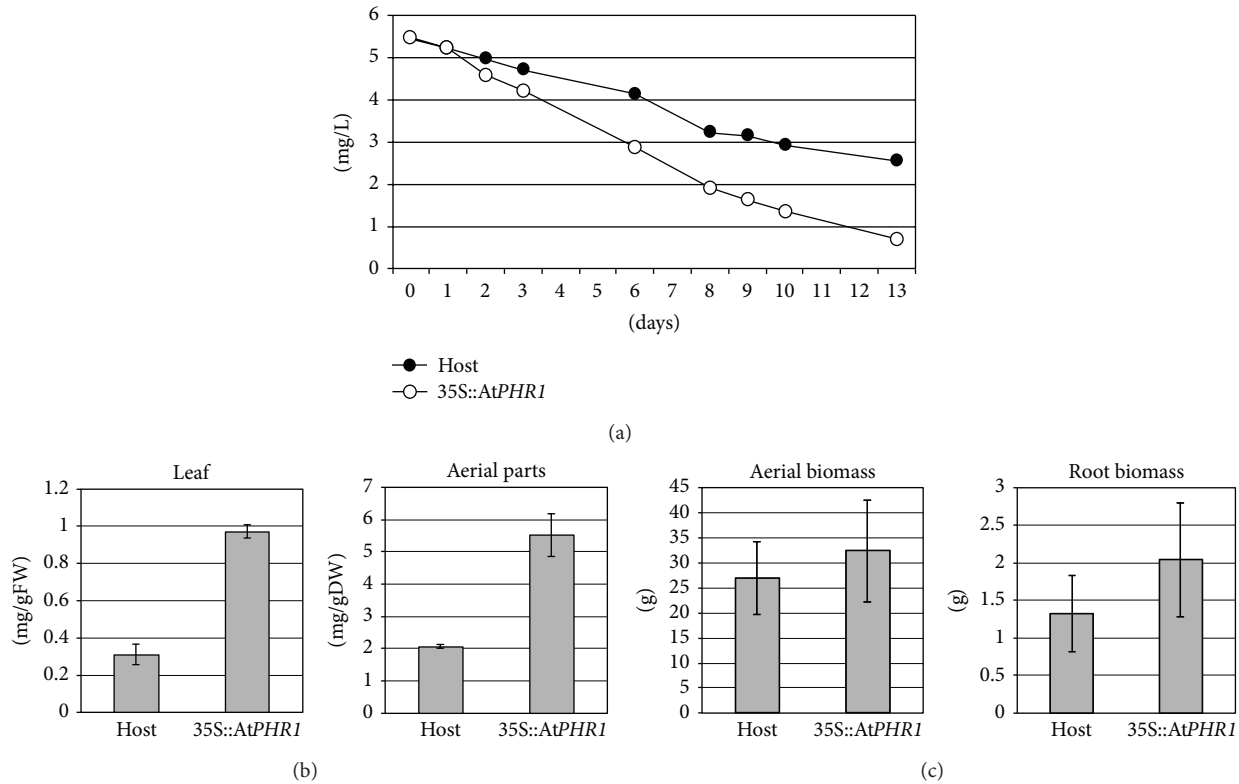 6
5
4
3
2
1
0
(mg/L)
0 1 2 3 4 5 6 7 8 9 10 11 12 13
(days)
Host
35S::AtPHR1
(a)
Leaf
1.2
1
0.8
0.6
0.4
0.2
0
(mg/gFW)
Host 35S::AtPHR1
Aerial parts
7
6
5
4
3
2
1
0
(mg/gDW)
Host 35S::AtPHR1
(b)
Aerial biomass
45
40
35
30
25
20
15
10
5
0
(g)
Host 35S::AtPHR1
Root biomass
3
2.5
2
1.5
1
0.5
0
(g)
Host 35S::AtPHR1
(c)